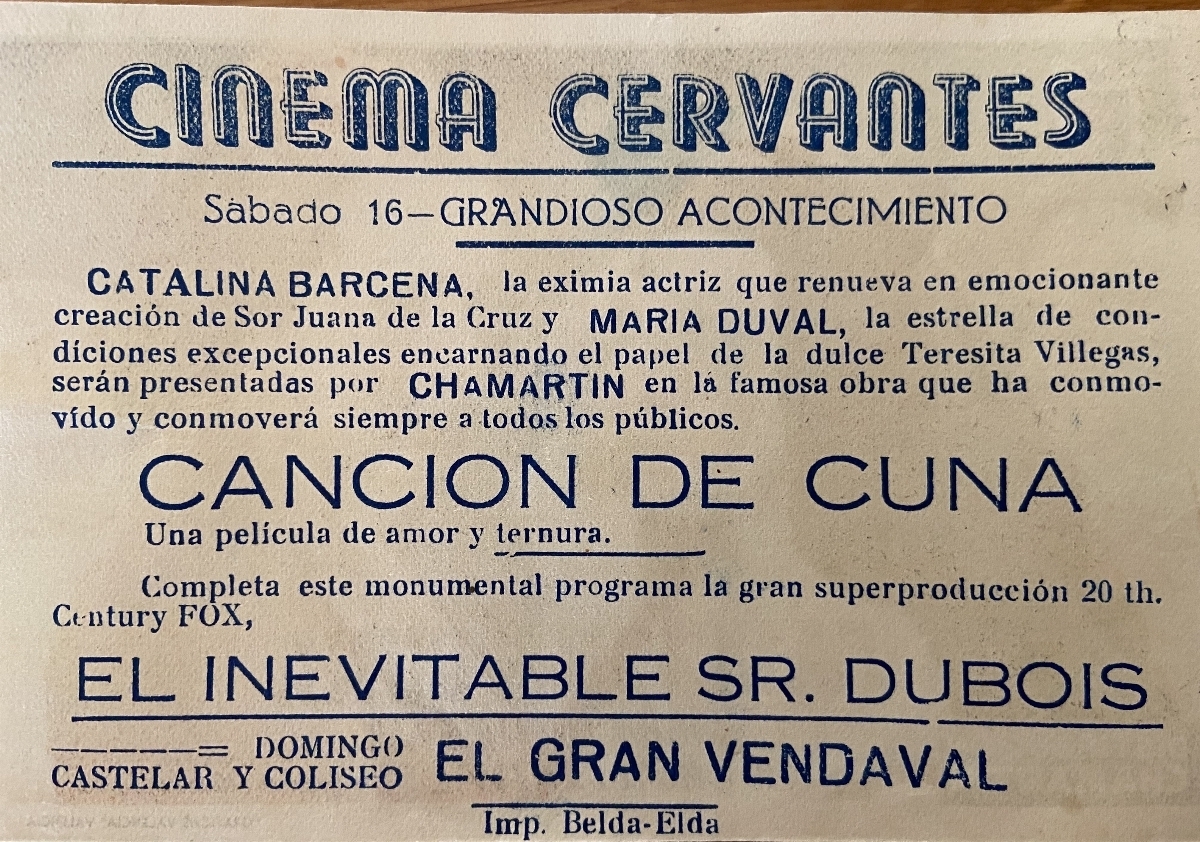 CINEMA CERVANTES
Sábado 16—GRANDIOSO ACONTECIMIENTO
CATALINA BARCENA, la eximia actriz que renueva en emocionante
creación de Sor Juana de la Cruz y MARIA DUVAL, la estrella de con-
díciones excepcionales encarnando el papel de la dulce Teresita Villegas,
serán presentadas por CHAMARTIN en lá famosa obra que ha conmo-
vído y conmoverá siempre a todos los públicos.
CANCION DE CUNA
Una película de amor y ternura.
Completa este monumental programa la gran superproducción 20 th.
Century FOX,
EL INEVITABLE SR. DUBOIS
—————= DOMINGO
CASTELAR Y COLISEO EL GRAN VENDAVAL
Imp. Belda-Elda